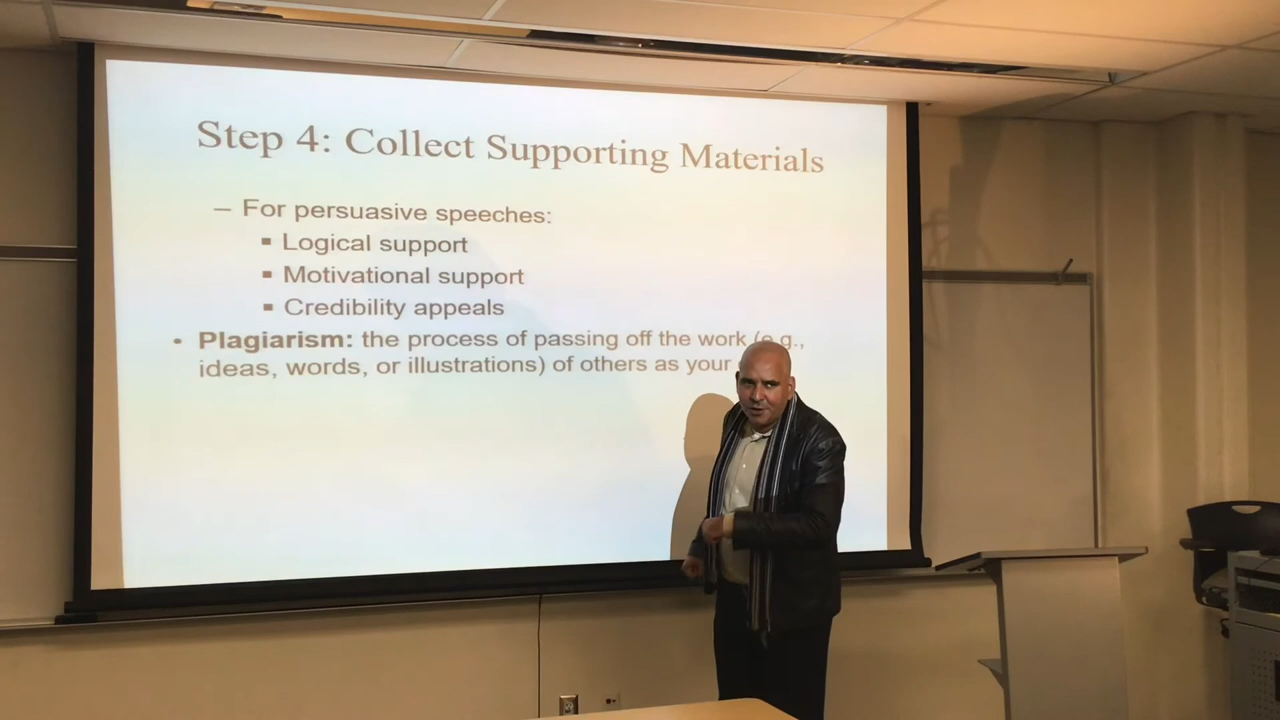 Step 4: Collect Supporting Materials
– For persuasive speeches:
▪ Logical support
▪ Motivational support
▪ Credibility appeals
• Plagiarism: the process of passing off the work (e.g.,
ideas, words, or illustrations) of others as your